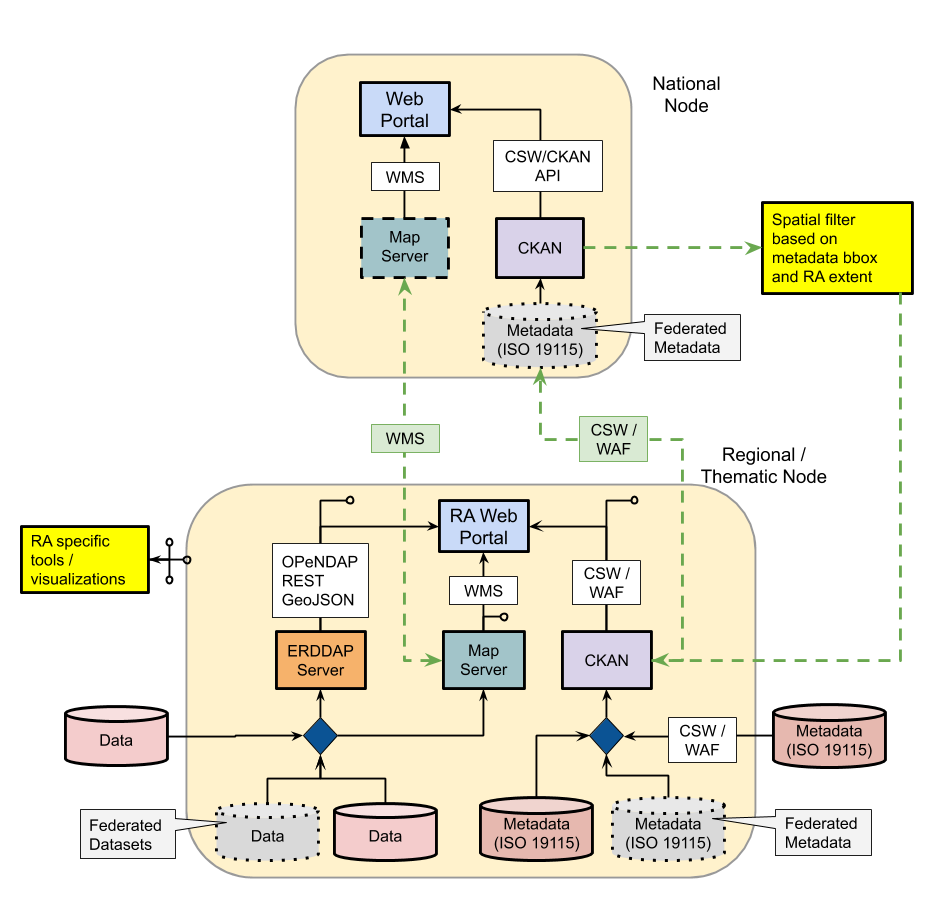 National
Node
Web
Portal
WMS
CSW/CKAN
API
Map
Server
CKAN
Spatial filter
based on
metadata bbox
and RA extent
Metadata
(ISO 19115)
Federated
Metadata
WMS
CSW /
WAF
Regional /
Thematic Node
RA Web
Portal
RA specific
tools /
visualizations
OPeNDAP
REST
GeoJSON
WMS
CSW /
WAF
ERDDAP
Server
Map
Server
CKAN
Data
CSW /
WAF
Metadata
(ISO 19115)
Federated
Datasets
Data
Data
Metadata
(ISO 19115)
Metadata
(ISO 19115)
Federated
Metadata